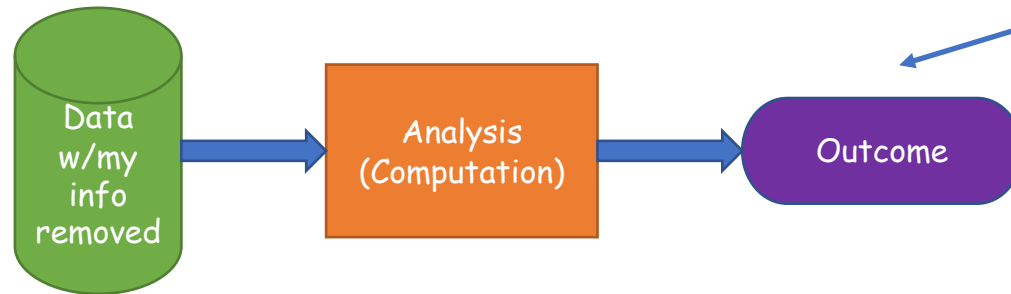 Data
w/my
info
removed
Analysis
(Computation)
Outcome